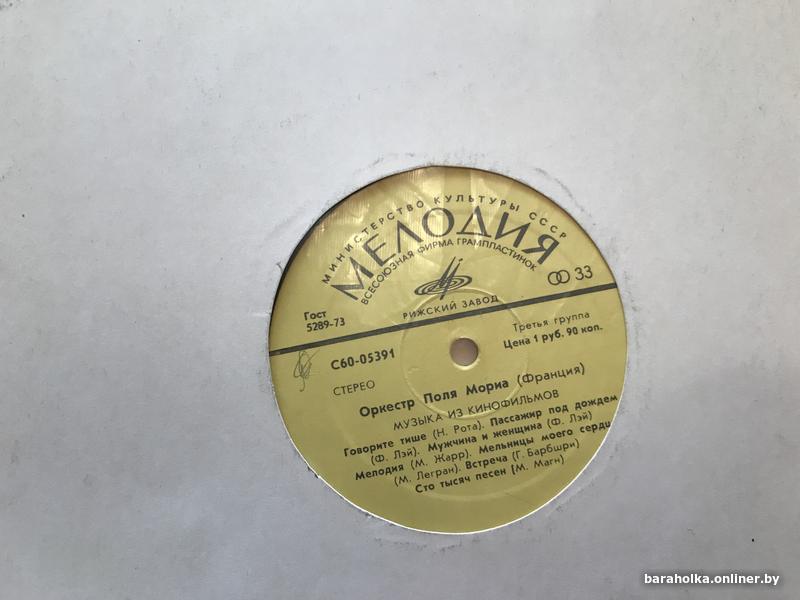 МИНИСТЕРСТВО КУЛЬТУРЫ СССР
МЕЛОДИЯ
ВСЕСОЮЗНАЯ ФИРМА ГРАМПЛАСТИНОК
33
РИЖСКИЙ ЗАВОД
Гост
5289-73
Третья группа
Цена 1 руб. 90 коп.
С60-05391
СТЕРЕО
Оркестр Поля Мориа (Франция)
МУЗЫКА ИЗ КИНОФИЛЬМОВ
Говорите тише (Н. Рота). Пассажир под дождем
(Ф. Лэй). Мужчина и женщина (Ф. Лэй)
Мелодия (М. Жарр). Мельницы моего сердц
(М. Легран). Встреча (Г. Барбшри)
Сто тысяч песен [М. Магн]
baraholka.onliner.by